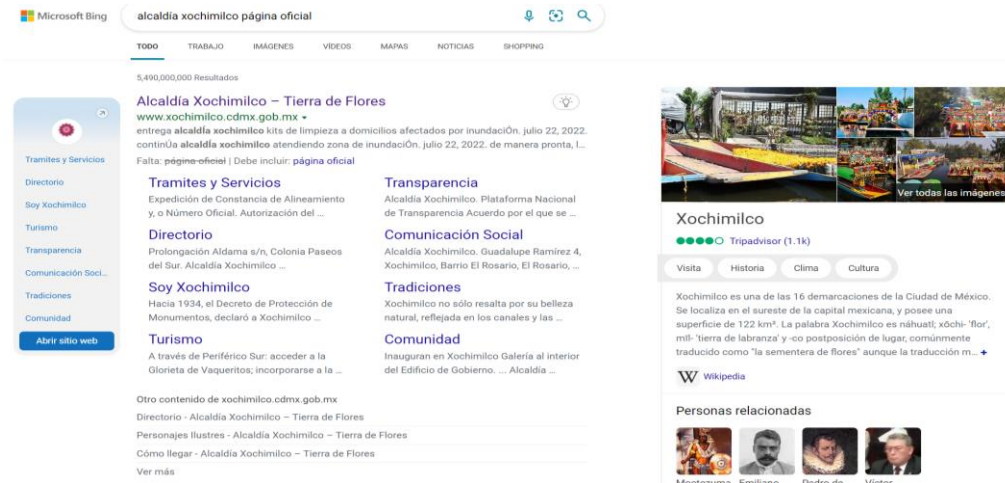 Microsoft Bing
alcaldía xochimilco página oficial
TODO
TRABAJO
IMÁGENES
VÍDEOS
MAPAS
NOTICIAS
SHOPPING
5,490,000,000 Resultados
Tramites y Servicios
Directorio
Soy Xochimilco
Turismo
Transparencia
Comunicación Soci...
Tradiciones
Comunidad
Abrir sitio web
Alcaldía Xochimilco – Tierra de Flores
www.xochimilco.cdmx.gob.mx
entrega alcaldÍa xochimilco kits de limpieza a domicilios afectados por inundaciÓn. julio 22, 2022.
continÚa alcaldÍa xochimilco atendiendo zona de inundaciÓn. julio 22, 2022. de manera pronta, l...
Falta: página oficial | Debe incluir: página oficial
Tramites y Servicios
Expedición de Constancia de Alineamiento
y, o Número Oficial. Autorización del ...
Directorio
Prolongación Aldama s/n, Colonia Paseos
del Sur. Alcaldía Xochimilco ...
Soy Xochimilco
Hacia 1934, el Decreto de Protección de
Monumentos, declaró a Xochimilco ...
Turismo
A través de Periférico Sur: acceder a la
Glorieta de Vaqueritos; incorporarse a la ...
Transparencia
Alcaldía Xochimilco. Plataforma Nacional
de Transparencia Acuerdo por el que se ...
Comunicación Social
Alcaldía Xochimilco. Guadalupe Ramírez 4,
Xochimilco, Barrio El Rosario, El Rosario, ...
Tradiciones
Xochimilco no sólo resalta por su belleza
natural, reflejada en los canales y las ...
Comunidad
Inauguran en Xochimilco Galería al interior
del Edificio de Gobierno. ... Alcaldía ...
Otro contenido de xochimilco.cdmx.gob.mx
Directorio - Alcaldía Xochimilco – Tierra de Flores
Personajes Ilustres - Alcaldía Xochimilco – Tierra de Flores
Cómo llegar - Alcaldía Xochimilco – Tierra de Flores
Ver más
Ver todas las imágenes
Xochimilco
Tripadvisor (1.1k)
Visita
Historia
Clima
Cultura
Xochimilco es una de las 16 demarcaciones de la Ciudad de México.
Se localiza en el sureste de la capital mexicana, y posee una
superficie de 122 km². La palabra Xochimilco es náhuatl; xōchi- 'flor',
mīl- 'tierra de labranza' y -co postposición de lugar, comúnmente
traducido como "la sementera de flores" aunque la traducción m... +
W Wikipedia
Personas relacionadas
Moctezuma
Emiliano
Pedro de
Víctor